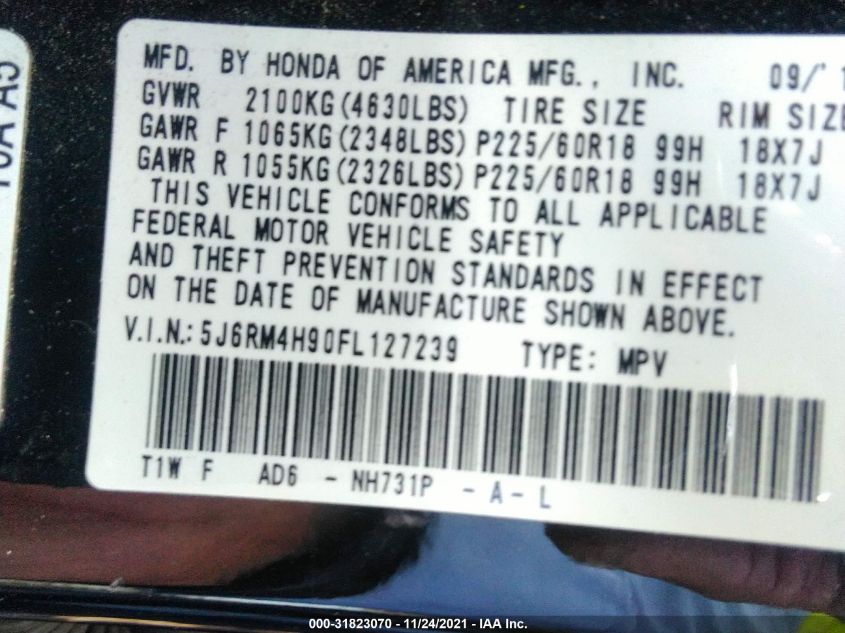 MFD. BY HONDA OF AMERICA MFG., INC. 09/
GVWR 2100KG(4630LBS) TIRE SIZE RIM SIZE
GAWR F 1065KG(2348LBS) P225/60R18 99H 18X7J
GAWR R 1055KG(2326LBS) P225/60R18 99H 18X7J
THIS VEHICLE CONFORMS TO ALL APPLICABLE
FEDERAL MOTOR VEHICLE SAFETY
AND THEFT PREVENTION STANDARDS IN EFFECT
ON THE DATE OF MANUFACTURE SHOWN ABOVE.
V.I.N.: 5J6RM4H90FL127239 TYPE: MPV
T1W F AD6 - NH731P - A - L
000-31823070 - 11/24/2021 - IAA Inc.